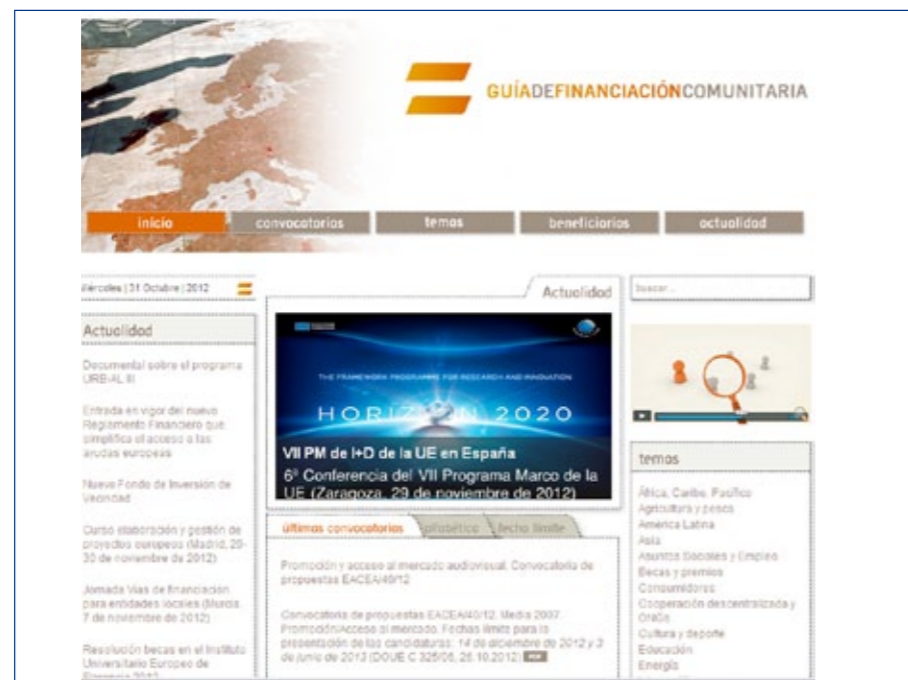 GUÍADEFINANCIACIÓNCOMUNITARIA
inicio
convocatorias
temas
beneficiarios
actualidad
Miércoles | 31 Octubre | 2012
Actualidad
Documental sobre el programa
URB-AL III
Entrada en vigor del nuevo
Reglamento Financiero que
simplifica el acceso a las
ayudas europeas
Nuevo Fondo de Inversión de
Vecindad
Curso elaboración y gestión de
proyectos europeos (Madrid, 29-
30 de noviembre de 2012)
Jornada Vías de financiación
para entidades locales (Murcia,
7 de noviembre de 2012)
Resolución becas en el Instituto
Universitario Europeo de
Actualidad
THE FRAMEWORK PROGRAMME FOR RESEARCH AND INNOVATION
HORIZON 2020
VII PM de I+D de la UE en España
6ª Conferencia del VII Programa Marco de la
UE (Zaragoza, 29 de noviembre de 2012)
últimas convocatorias
alfabético
fecha límite
Promoción y acceso al mercado audiovisual. Convocatoria de
propuestas EACEA/40/12
Convocatoria de propuestas EACEA/40/12. Media 2007.
Promoción/Acceso al mercado. Fechas límite para la
presentación de las candidaturas: 14 de diciembre de 2012 y 3
de junio de 2013 (DOUE C 325/06, 26.10.2012)
buscar...
temas
África, Caribe, Pacífico
Agricultura y pesca
América Latina
Asia
Asuntos Sociales y Empleo
Becas y premios
Consumidores
Cooperación descentralizada y
ONGs
Cultura y deporte
Educación
Energía